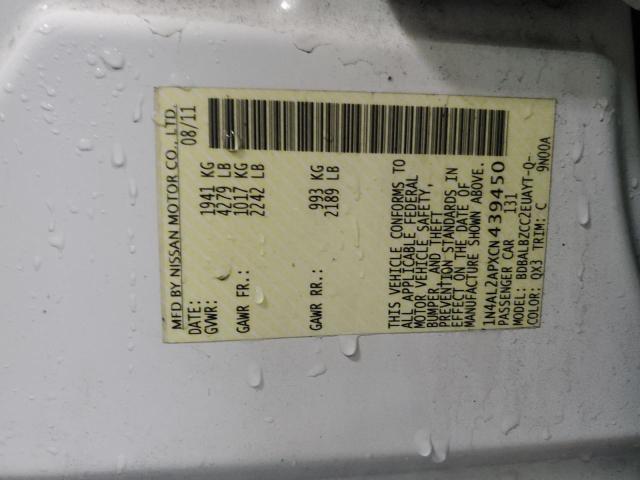 MFD BY NISSAN MOTOR CO., LTD.
DATE: 08/11
GVWR: 1941 KG
4279 LB
GAWR FR.: 1017 KG
2242 LB
GAWR RR.: 993 KG
2189 LB
THIS VEHICLE CONFORMS TO
ALL APPLICABLE FEDERAL
MOTOR VEHICLE SAFETY,
BUMPER, AND THEFT
PREVENTION STANDARDS IN
EFFECT ON THE DATE OF
MANUFACTURE SHOWN ABOVE.
1N4AL2APXCN439450
PASSENGER CAR 131
MODEL: BDBALBZCC2EUAYT-Q-
COLOR: QX3 TRIM: C 9N00A